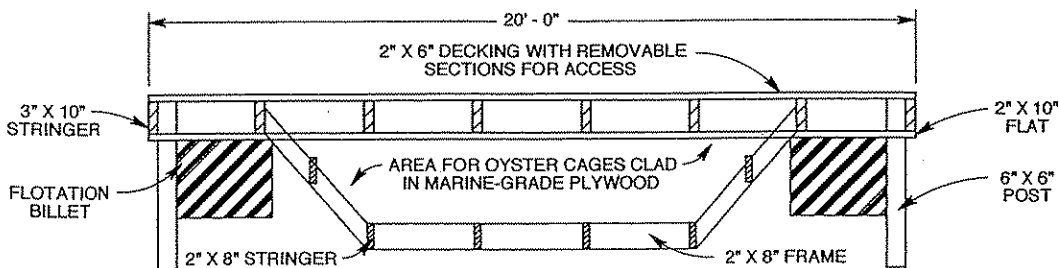 20' - 0"
2" X 6" DECKING WITH REMOVABLE
SECTIONS FOR ACCESS
3" X 10"
STRINGER
2" X 10"
FLAT
AREA FOR OYSTER CAGES CLAD
IN MARINE-GRADE PLYWOOD
FLOTATION
BILLET
6" X 6"
POST
2" X 8" STRINGER
2" X 8" FRAME